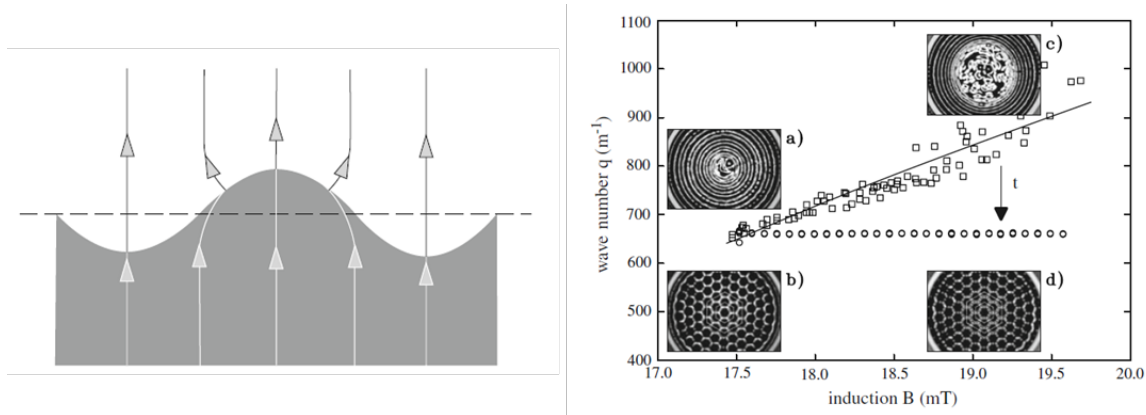 1100
1000
900
800
700
600
500
400
17.0
17.5
18.0
18.5
19.0
19.5
20.0
wave number q (m⁻¹)
induction B (mT)
a)
b)
c)
d)
t